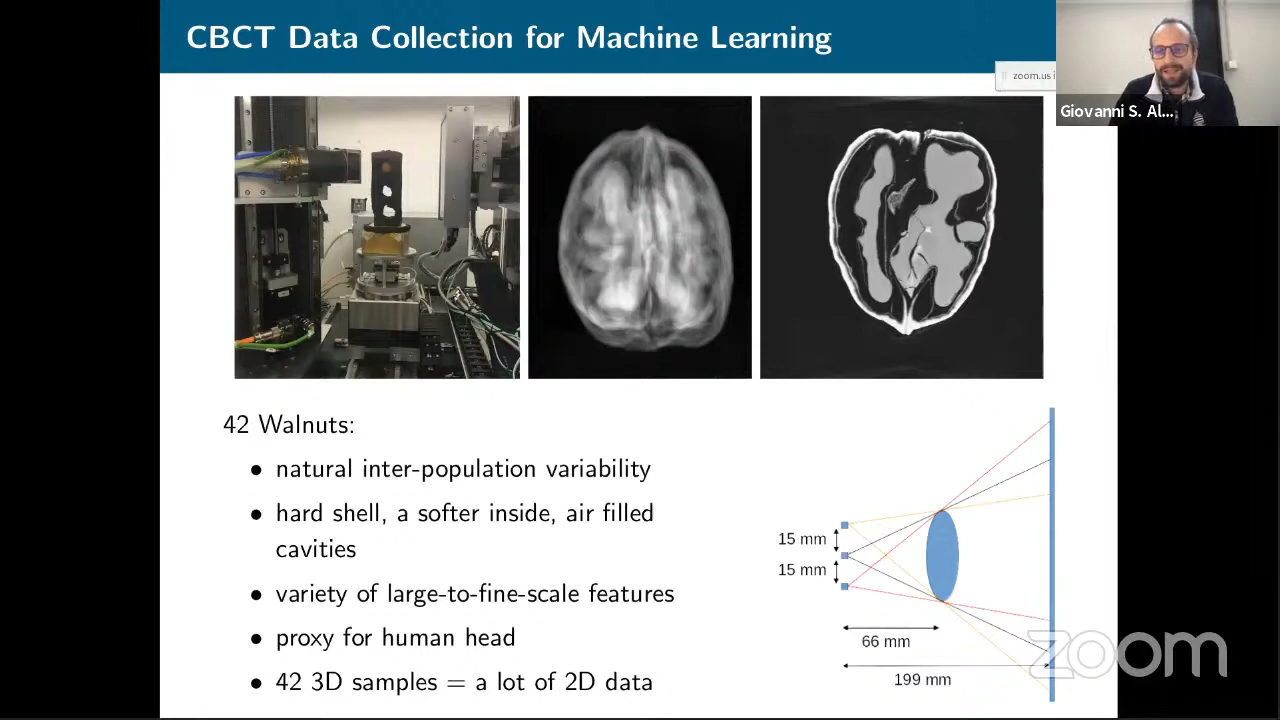 CBCT Data Collection for Machine Learning
zoom.us i
Giovanni S. Al...
42 Walnuts:
• natural inter-population variability
• hard shell, a softer inside, air filled
cavities
• variety of large-to-fine-scale features
• proxy for human head
• 42 3D samples = a lot of 2D data
15 mm
15 mm
66 mm
199 mm
zoom